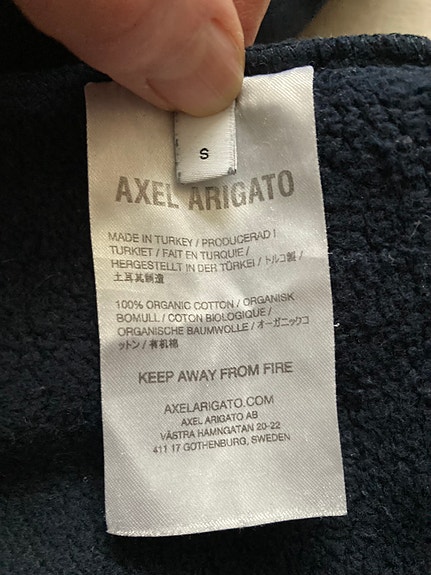 S
AXEL ARIGATO
MADE IN TURKEY / PRODUCERAD I
TURKIET / FAIT EN TURQUIE /
HERGESTELLT IN DER TÜRKEI / トルコ製 /
土耳其制造
100% ORGANIC COTTON / ORGANISK
BOMULL / COTON BIOLOGIQUE /
ORGANISCHE BAUMWOLLE / オーガニックコ
ットン / 有机棉
KEEP AWAY FROM FIRE
AXELARIGATO.COM
AXEL ARIGATO AB
VÄSTRA HAMNGATAN 20-22
411 17 GOTHENBURG, SWEDEN